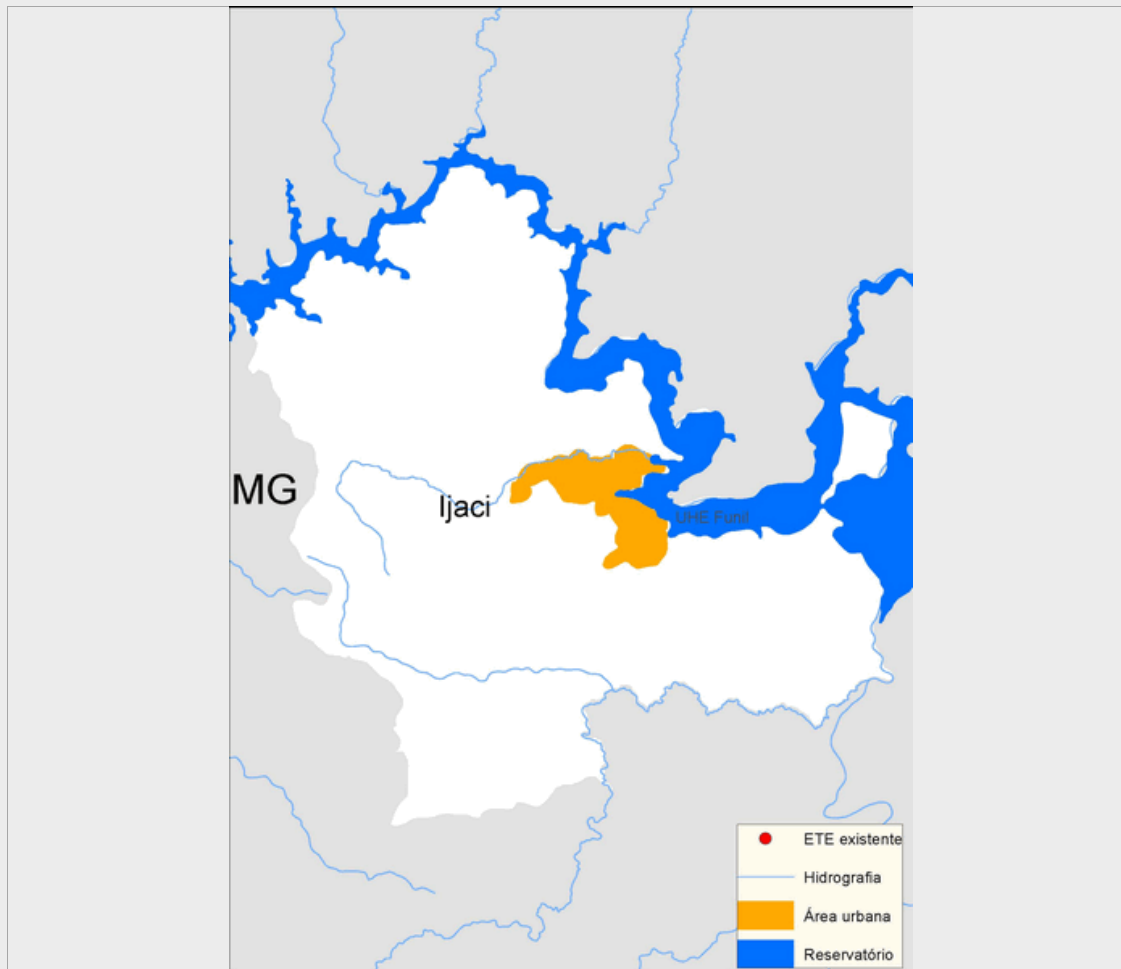 MG
Ijaci
UHE Funil
ETE existente
Hidrografia
Área urbana
Reservatório